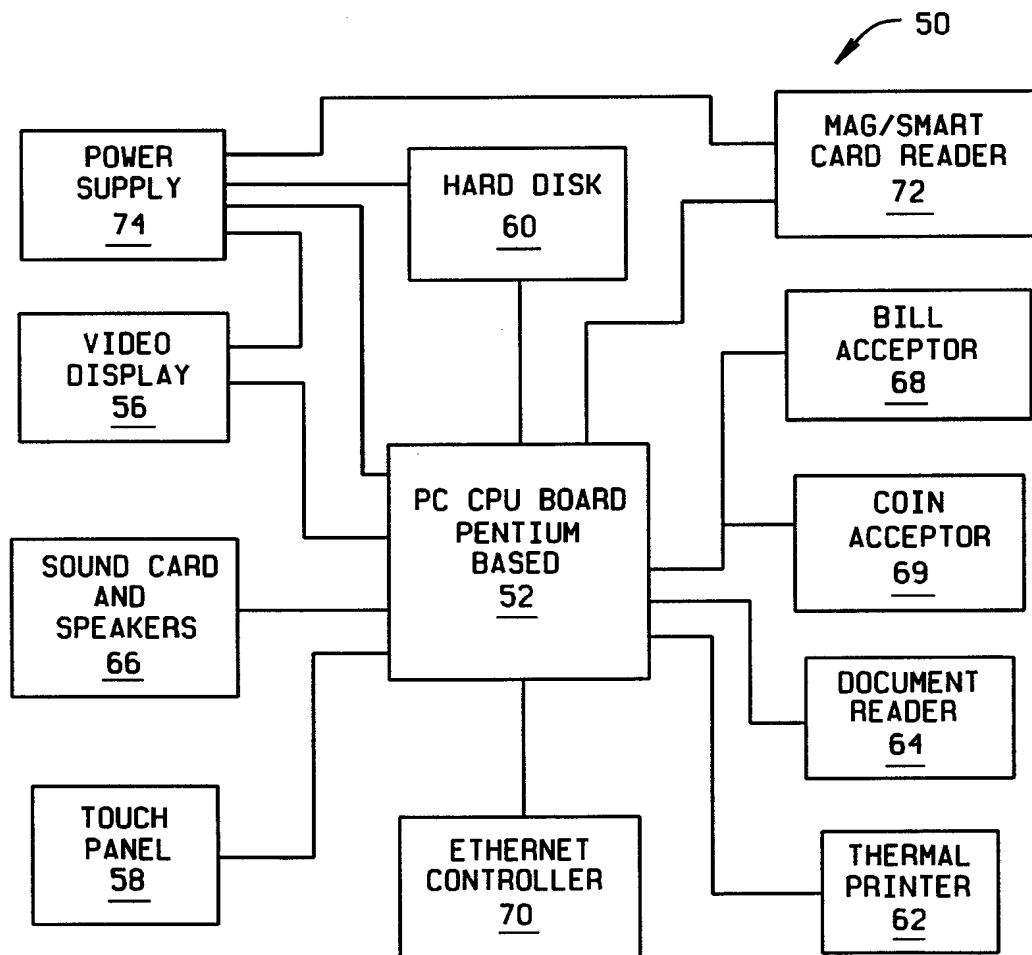 50
POWER
SUPPLY
74
HARD DISK
60
MAG/SMART
CARD READER
72
VIDEO
DISPLAY
56
BILL
ACCEPTOR
68
PC CPU BOARD
PENTIUM
BASED
52
COIN
ACCEPTOR
69
SOUND CARD
AND
SPEAKERS
66
DOCUMENT
READER
64
TOUCH
PANEL
58
ETHERNET
CONTROLLER
70
THERMAL
PRINTER
62